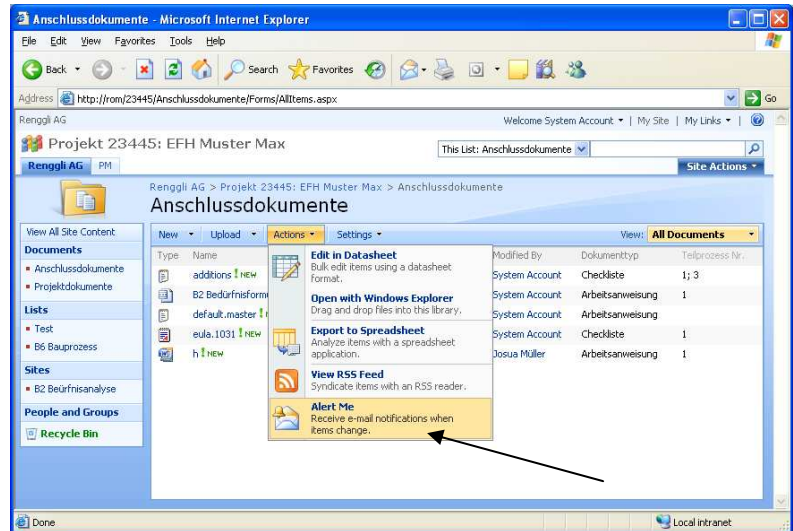 Anschlussdokumente - Microsoft Internet Explorer
File Edit View Favorites Tools Help
Back Search Favorites
Address http://rom/23445/Anschlussdokumente/Forms/AllItems.aspx Go
Renggli AG Welcome System Account | My Site | My Links |
Projekt 23445: EFH Muster Max This List: Anschlussdokumente
Renggli AG PM Site Actions
Renggli AG > Projekt 23445: EFH Muster Max > Anschlussdokumente
Anschlussdokumente
View All Site Content
Documents
Anschlussdokumente
Projektdokumente
Lists
Test
B6 Bauprozess
Sites
B2 Beürfnisanalyse
People and Groups
Recycle Bin
New Upload Actions Settings View: All Documents
Type Name Modified By Dokumenttyp Teilprozess Nr.
additions ! NEW System Account Checkliste 1; 3
B2 Bedürfnisformu System Account Arbeitsanweisung 1
default.master ! System Account Arbeitsanweisung
eula.1031 ! NEW System Account Checkliste 1
h ! NEW Josua Müller Arbeitsanweisung 1
Edit in Datasheet
Bulk edit items using a datasheet
format.
Open with Windows Explorer
Drag and drop files into this library.
Export to Spreadsheet
Analyze items with a spreadsheet
application.
View RSS Feed
Syndicate items with an RSS reader.
Alert Me
Receive e-mail notifications when
items change.
Done Local intranet